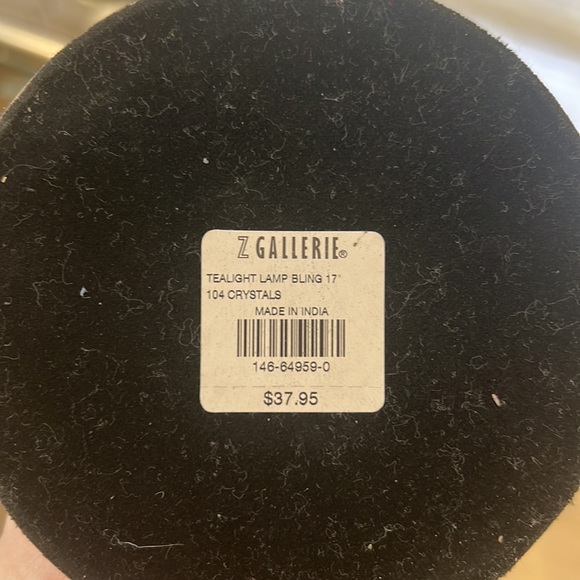 Z GALLERIE®
TEALIGHT LAMP BLING 17"
104 CRYSTALS
MADE IN INDIA
146-64959-0
$37.95